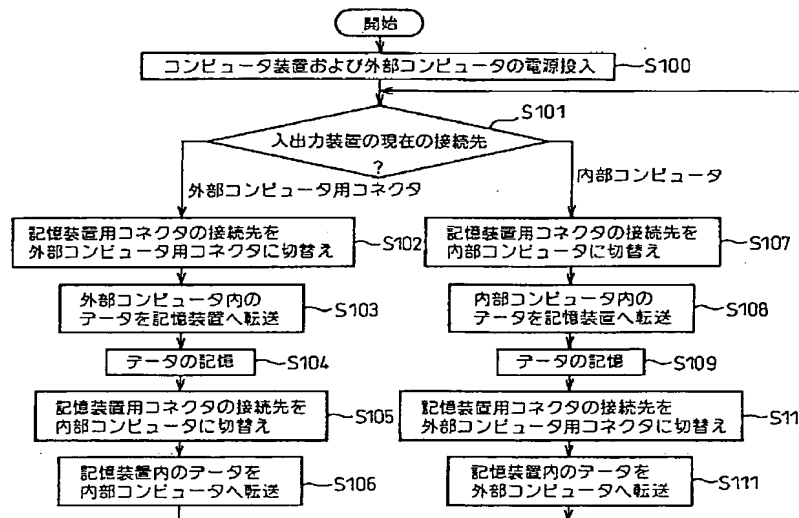 開始
コンピュータ装置および外部コンピュータの電源投入
S100
S101
入出力装置の現在の接続先
?
外部コンピュータ用コネクタ
内部コンピュータ
記憶装置用コネクタの接続先を
外部コンピュータ用コネクタに切替え
S102
記憶装置用コネクタの接続先を
内部コンピュータに切替え
S107
外部コンピュータ内の
データを記憶装置へ転送
S103
内部コンピュータ内の
データを記憶装置へ転送
S108
データの記憶
S104
データの記憶
S109
記憶装置用コネクタの接続先を
内部コンピュータに切替え
S105
記憶装置用コネクタの接続先を
外部コンピュータ用コネクタに切替え
S11
記憶装置内のデータを
内部コンピュータへ転送
S106
記憶装置内のデータを
外部コンピュータへ転送
S111